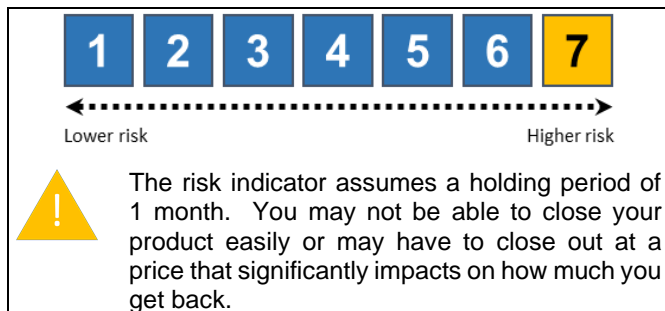 1 2 3 4 5 6 7
Lower risk Higher risk
!
The risk indicator assumes a holding period of
1 month. You may not be able to close your
product easily or may have to close out at a
price that significantly impacts on how much you
get back.